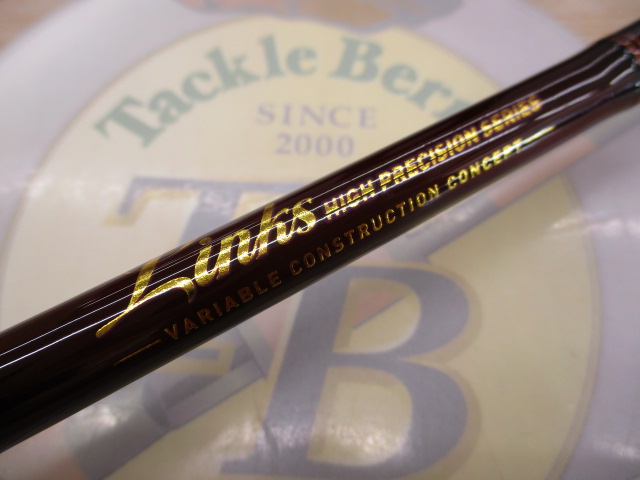 Tackle Berr
SINCE
2000
TB
Links HIGH PRECISION SERIES
VARIABLE CONSTRUCTION CONCEPT